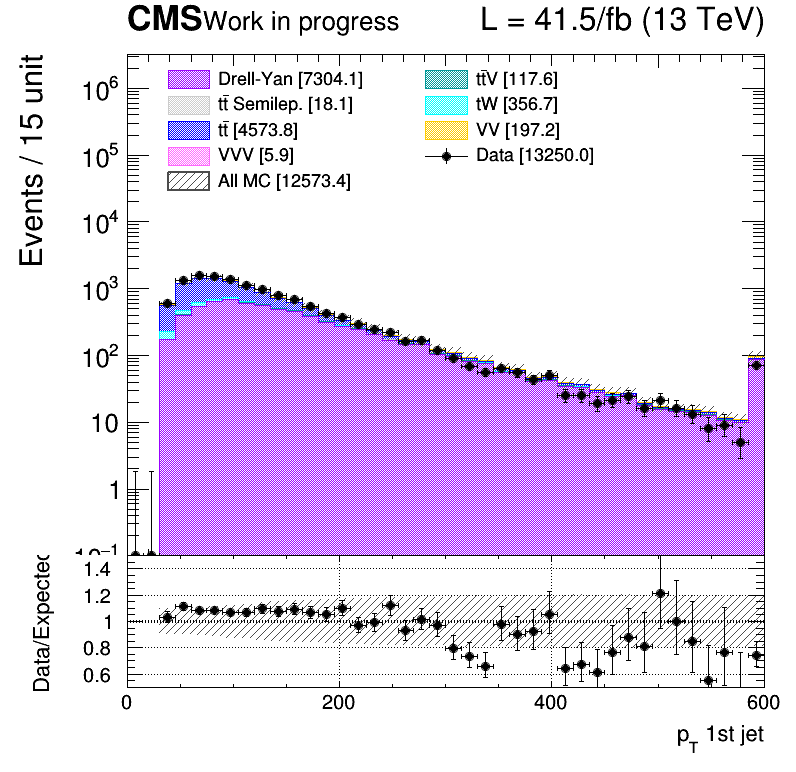 CMS Work in progress L = 41.5/fb (13 TeV)
Events / 15 unit
Drell-Yan [7304.1]
tt̄ Semilep. [18.1]
tt̄ [4573.8]
VVV [5.9]
All MC [12573.4]
tt̄V [117.6]
tW [356.7]
VV [197.2]
Data [13250.0]
10⁶
10⁵
10⁴
10³
10²
10
1
10⁻¹
Data/Expected
1.4
1.2
1
0.8
0.6
0 200 400 600
p_T 1st jet